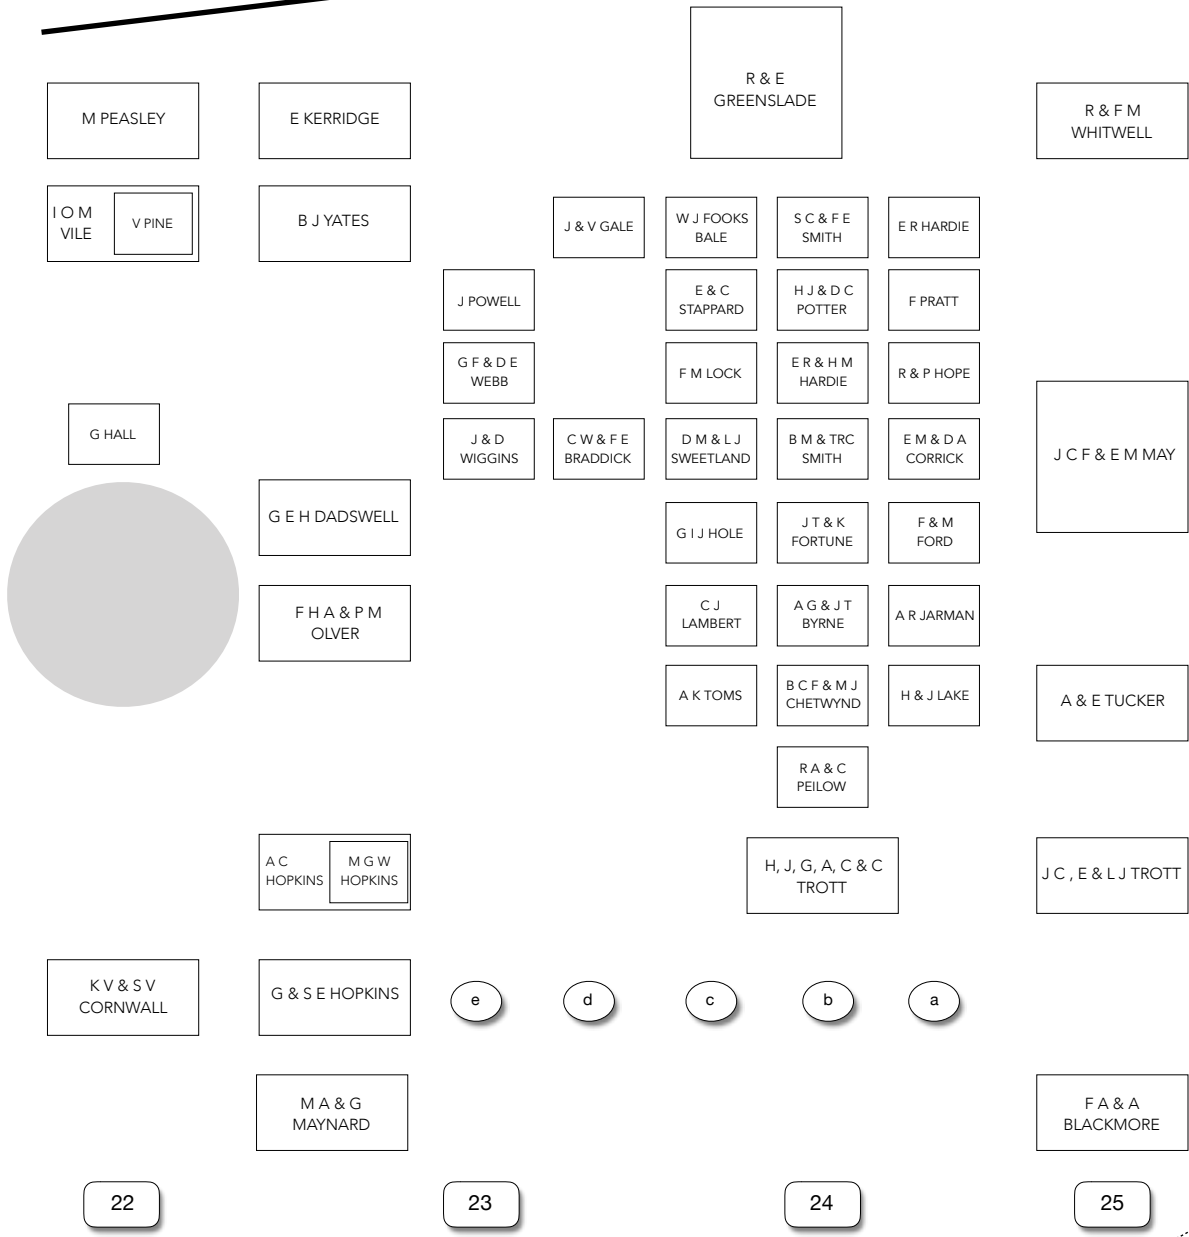 R & E
GREENSLADE
M PEASLEY
E KERRIDGE
R & F M
WHITWELL
I O M
VILE
V PINE
B J YATES
J & V GALE
W J FOOKS
BALE
S C & F E
SMITH
E R HARDIE
J POWELL
E & C
STAPPARD
H J & D C
POTTER
F PRATT
G F & D E
WEBB
F M LOCK
E R & H M
HARDIE
R & P HOPE
G HALL
J & D
WIGGINS
C W & F E
BRADDICK
D M & L J
SWEETLAND
B M & TRC
SMITH
E M & D A
CORRICK
J C F & E M MAY
G E H DADSWELL
G I J HOLE
J T & K
FORTUNE
F & M
FORD
F H A & P M
OLVER
C J
LAMBERT
A G & J T
BYRNE
A R JARMAN
A K TOMS
B C F & M J
CHETWYND
H & J LAKE
A & E TUCKER
R A & C
PEILOW
A C
HOPKINS
M G W
HOPKINS
H, J, G, A, C & C
TROTT
J C , E & L J TROTT
K V & S V
CORNWALL
G & S E HOPKINS
e
d
c
b
a
M A & G
MAYNARD
F A & A
BLACKMORE
22
23
24
25